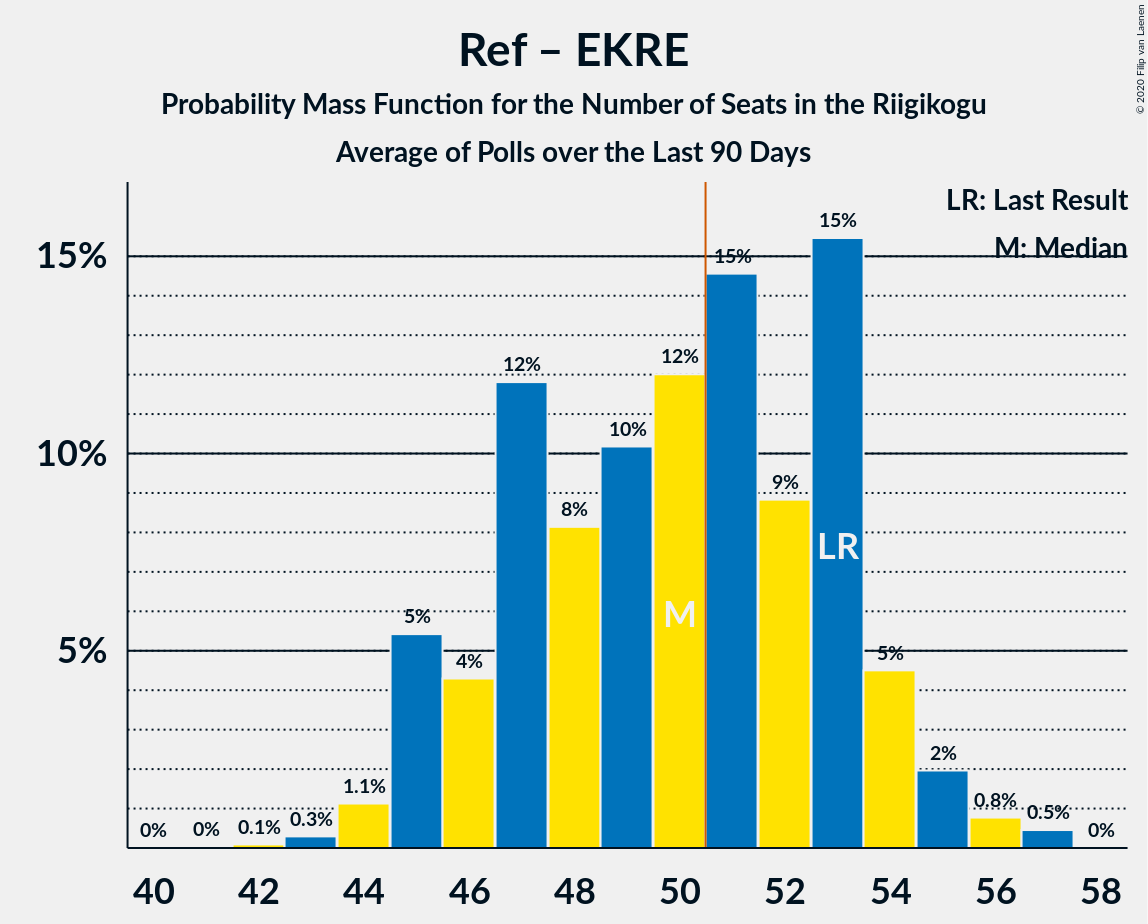 Ref – EKRE
Probability Mass Function for the Number of Seats in the Riigikogu
Average of Polls over the Last 90 Days
© 2020 Filip van Laenen
LR: Last Result
M: Median
15%
10%
5%
0%
0%
0.1%
0.3%
1.1%
5%
4%
12%
8%
10%
12%
15%
9%
15%
5%
2%
0.8%
0.5%
0%
M
LR
40 42 44 46 48 50 52 54 56 58